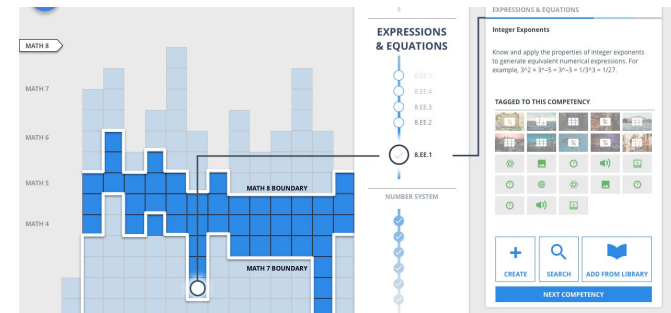 MATH 8
MATH 7
MATH 6
MATH 5
MATH 4
MATH 8 BOUNDARY
MATH 7 BOUNDARY
EXPRESSIONS
& EQUATIONS
8.EE.5
8.EE.4
8.EE.3
8.EE.2
8.EE.1
NUMBER SYSTEM
EXPRESSIONS & EQUATIONS
Integer Exponents
Know and apply the properties of integer exponents
to generate equivalent numerical expressions. For
example, 3^2 × 3^–5 = 3^–3 = 1/3^3 = 1/27.
TAGGED TO THIS COMPETENCY
CREATE
SEARCH
ADD FROM LIBRARY
NEXT COMPETENCY